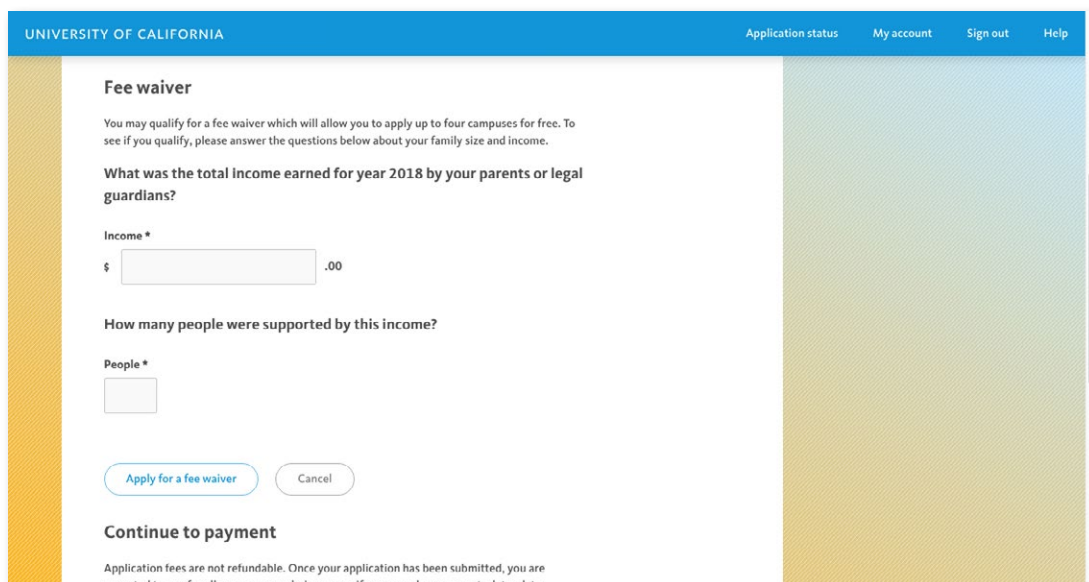 UNIVERSITY OF CALIFORNIA
Application status My account Sign out Help
Fee waiver
You may qualify for a fee waiver which will allow you to apply up to four campuses for free. To
see if you qualify, please answer the questions below about your family size and income.
What was the total income earned for year 2018 by your parents or legal
guardians?
Income *
$ .00
How many people were supported by this income?
People *
Apply for a fee waiver Cancel
Continue to payment
Application fees are not refundable. Once your application has been submitted, you are